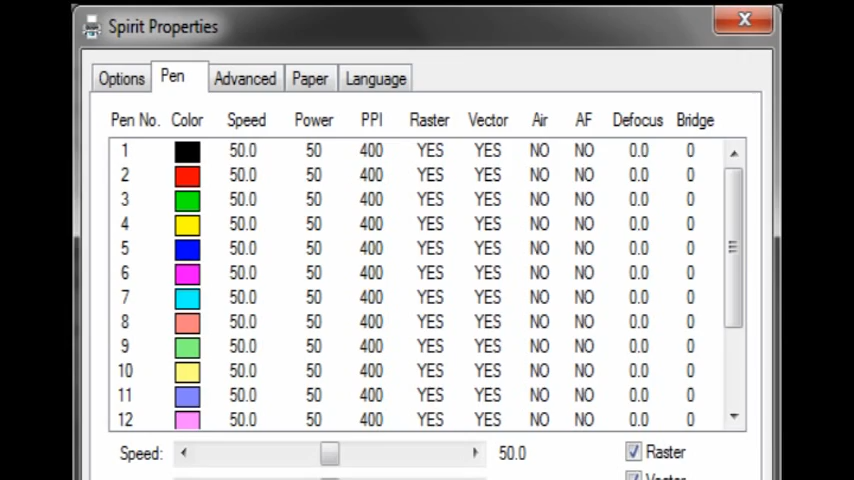 Spirit Properties
Options Pen Advanced Paper Language
Pen No. Color Speed Power PPI Raster Vector Air AF Defocus Bridge
1 50.0 50 400 YES YES NO NO 0.0 0
2 50.0 50 400 YES YES NO NO 0.0 0
3 50.0 50 400 YES YES NO NO 0.0 0
4 50.0 50 400 YES YES NO NO 0.0 0
5 50.0 50 400 YES YES NO NO 0.0 0
6 50.0 50 400 YES YES NO NO 0.0 0
7 50.0 50 400 YES YES NO NO 0.0 0
8 50.0 50 400 YES YES NO NO 0.0 0
9 50.0 50 400 YES YES NO NO 0.0 0
10 50.0 50 400 YES YES NO NO 0.0 0
11 50.0 50 400 YES YES NO NO 0.0 0
12 50.0 50 400 YES YES NO NO 0.0 0
Speed: 50.0 Raster